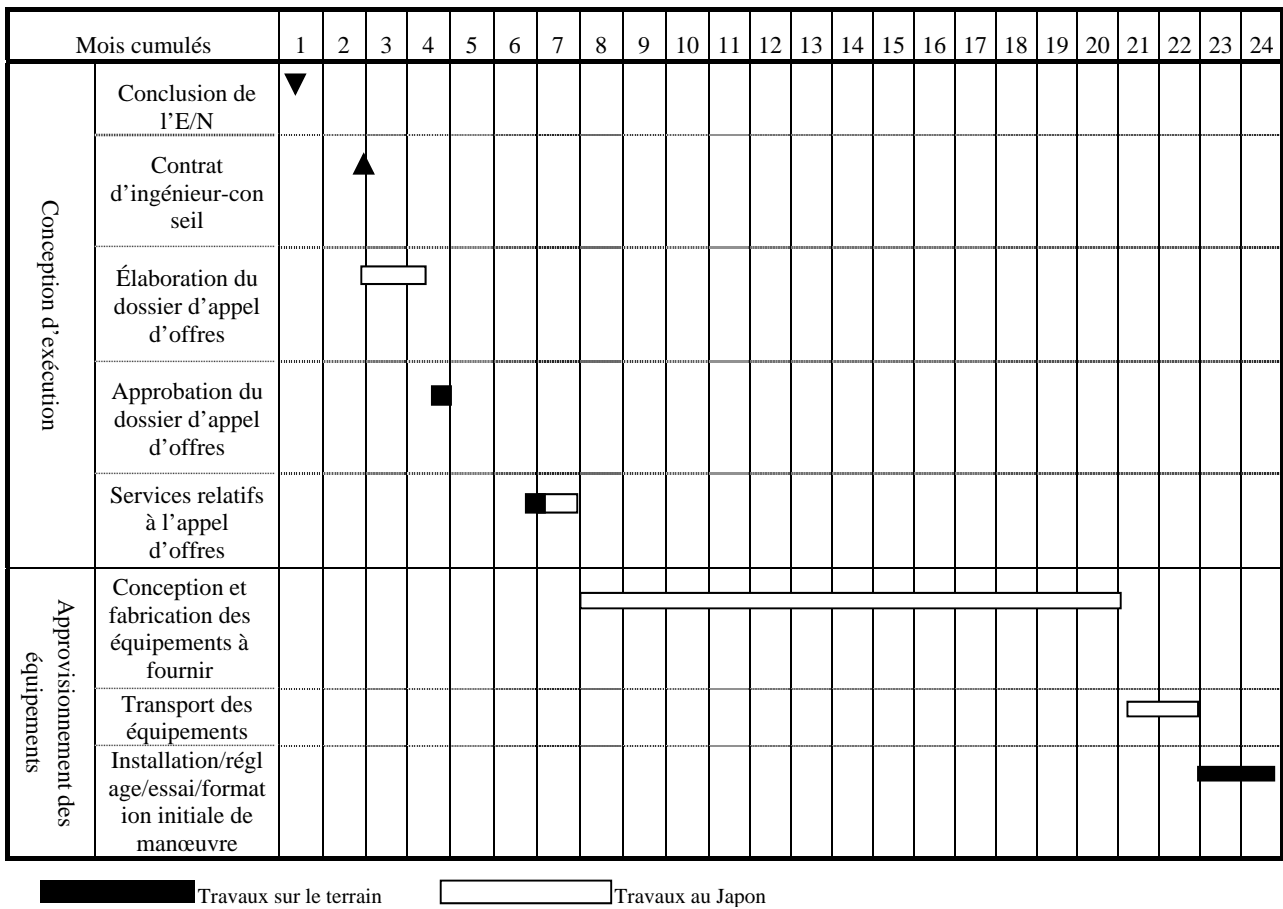 Mois cumulés 1 2 3 4 5 6 7 8 9 10 11 12 13 14 15 16 17 18 19 20 21 22 23 24
Conception d’exécution
Conclusion de
l’E/N
Contrat
d’ingénieur-con
seil
Élaboration du
dossier d’appel
d’offres
Approbation du
dossier d’appel
d’offres
Services relatifs
à l’appel
d’offres
Approvisionnement des
équipements
Conception et
fabrication des
équipements à
fournir
Transport des
équipements
Installation/régl
age/essai/format
ion initiale de
manœuvre
Travaux sur le terrain Travaux au Japon